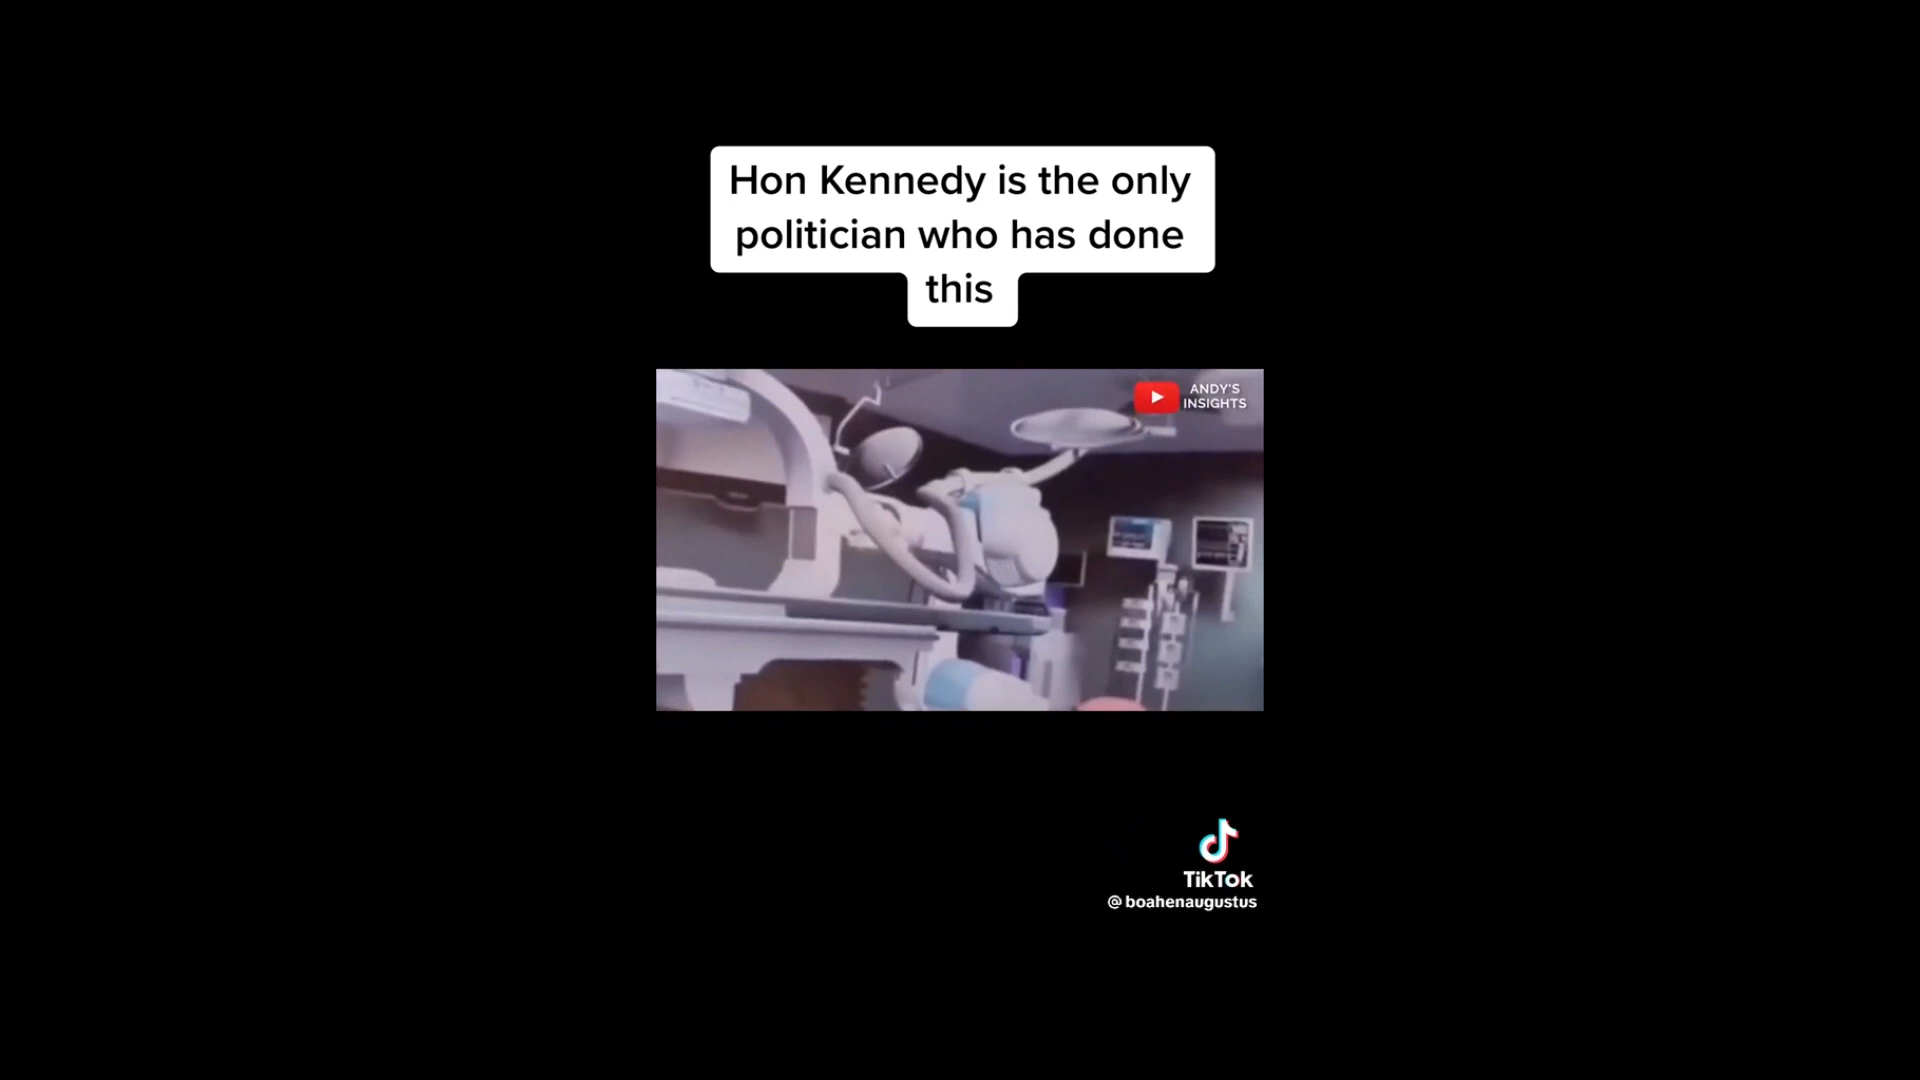 Hon Kennedy is the only
politician who has done
this
ANDY'S
INSIGHTS
TikTok
@boahenaugustus